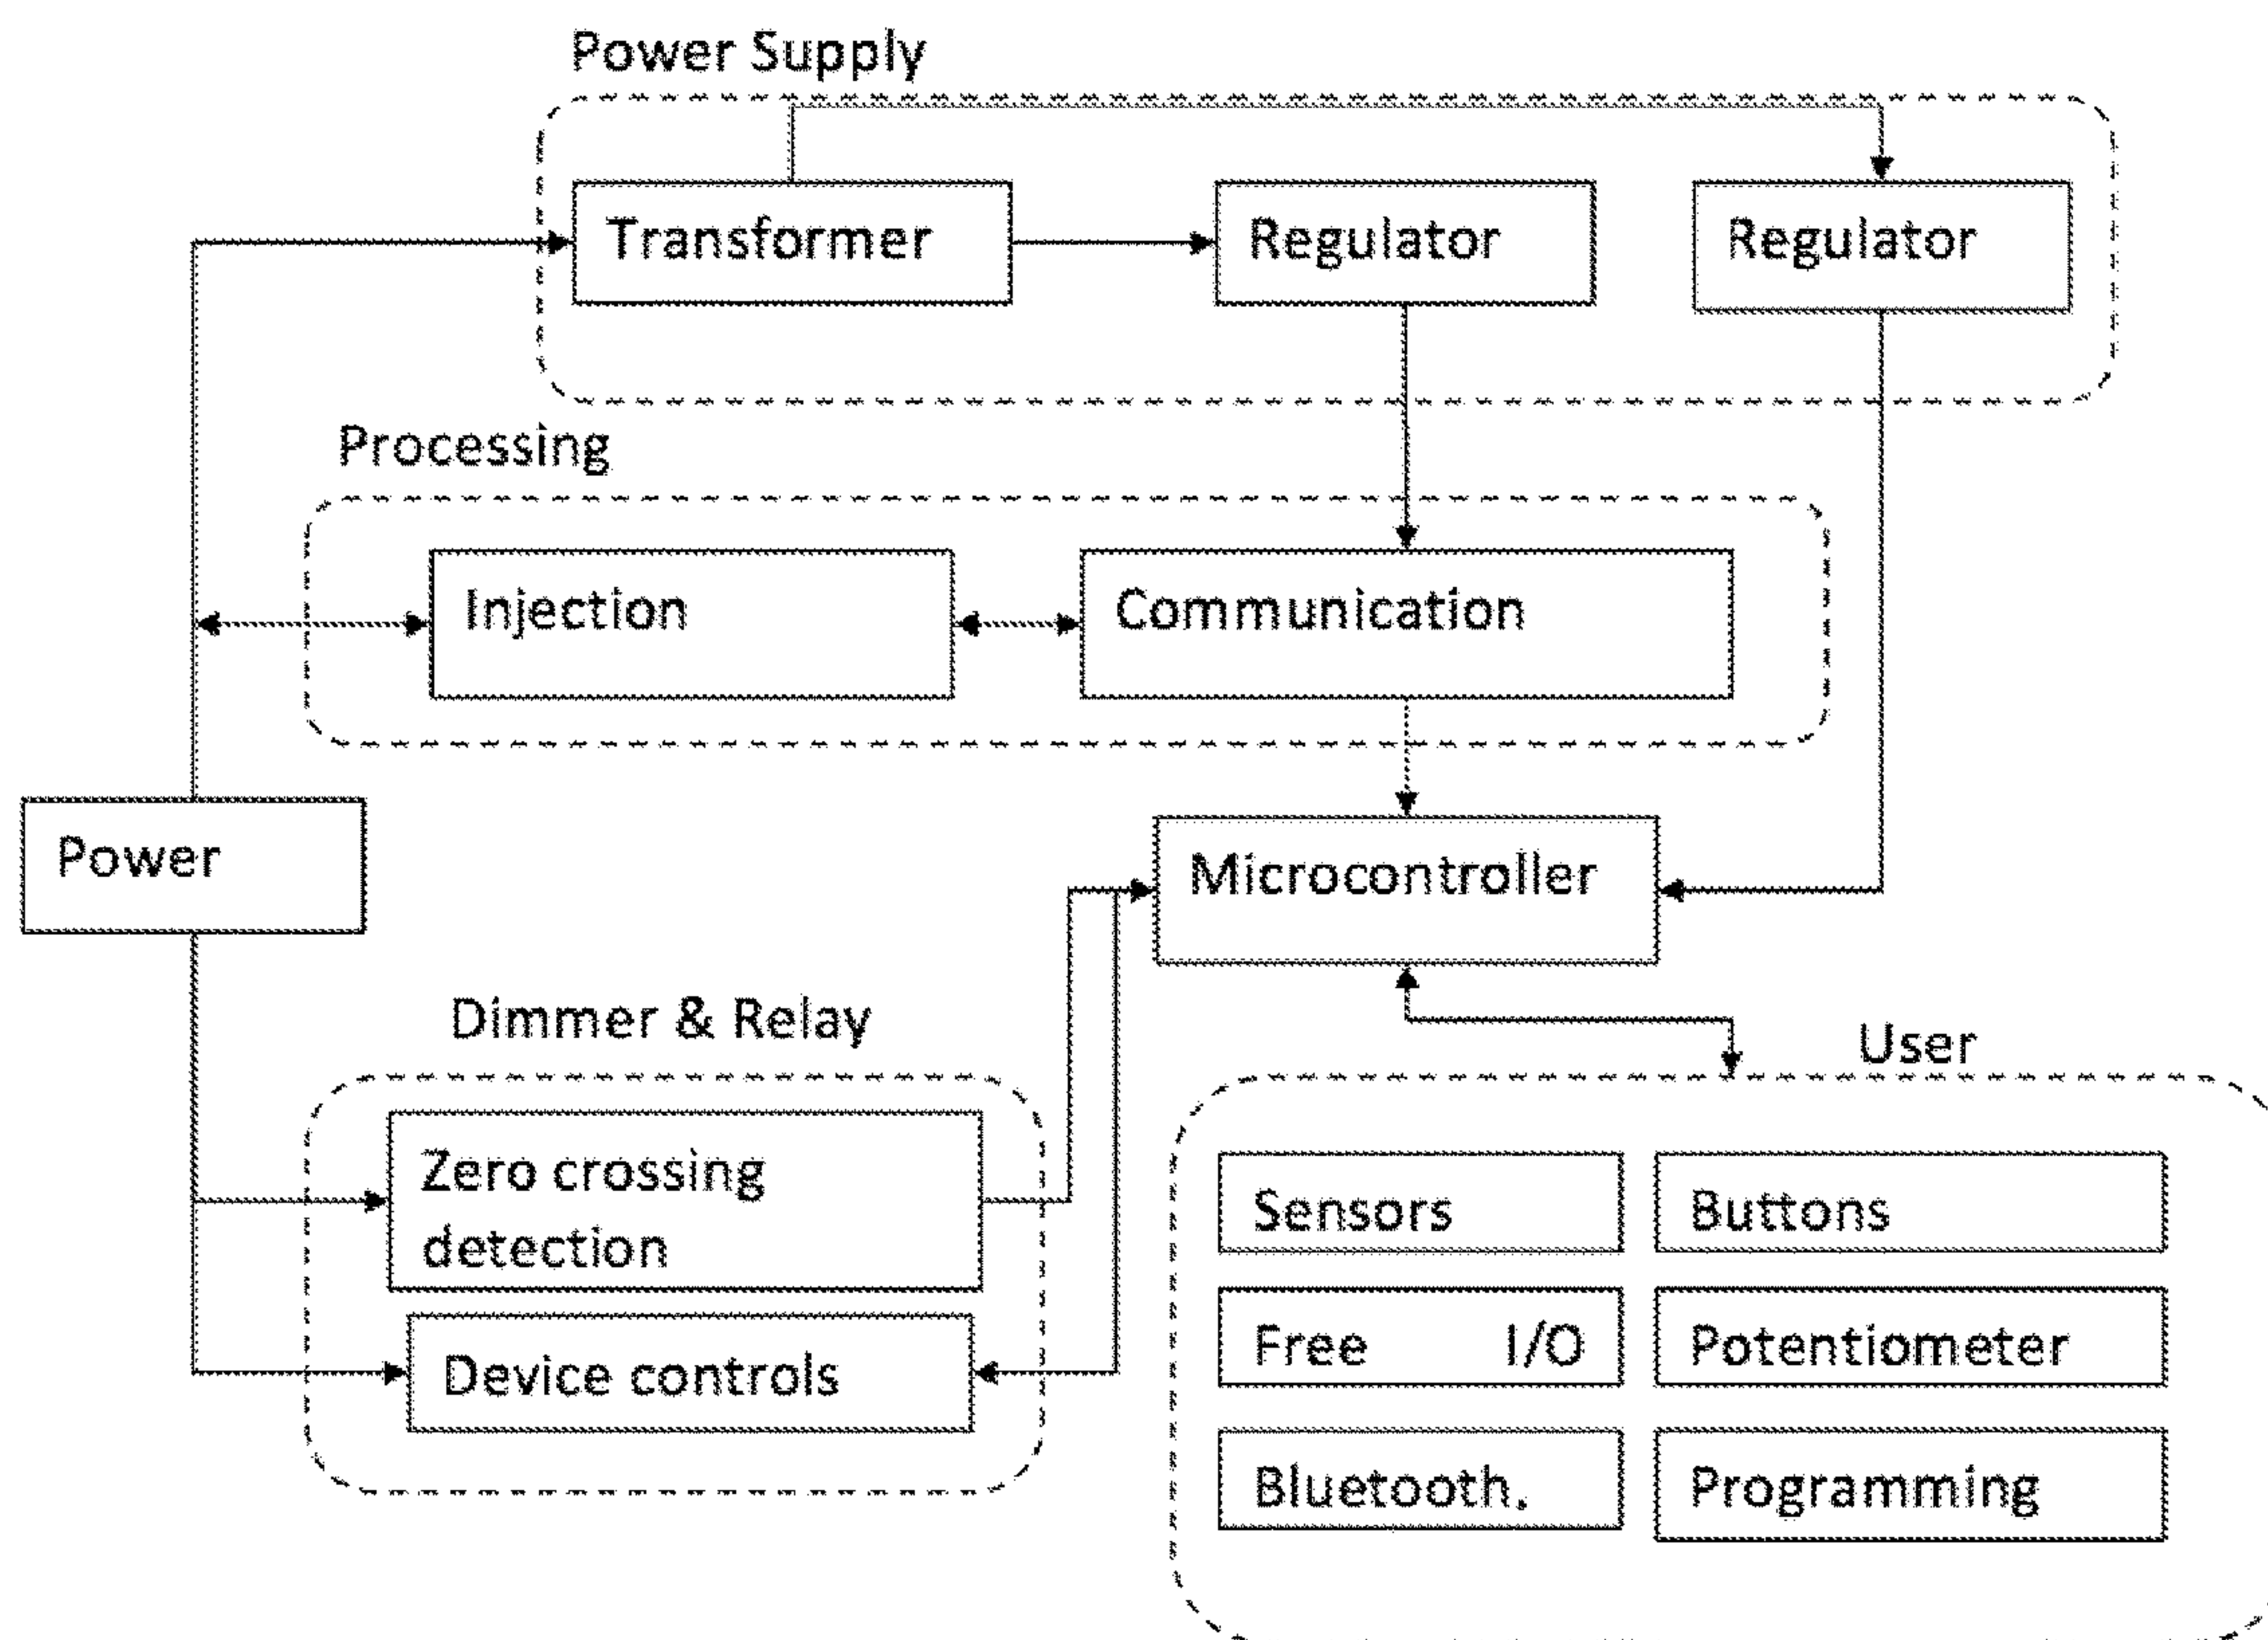 Power Supply
Transformer
Regulator
Regulator
Processing
Injection
Communication
Power
Microcontroller
Dimmer & Relay
User
Zero crossing
detection
Device controls
Sensors
Buttons
Free I/O
Potentiometer
Bluetooth.
Programming